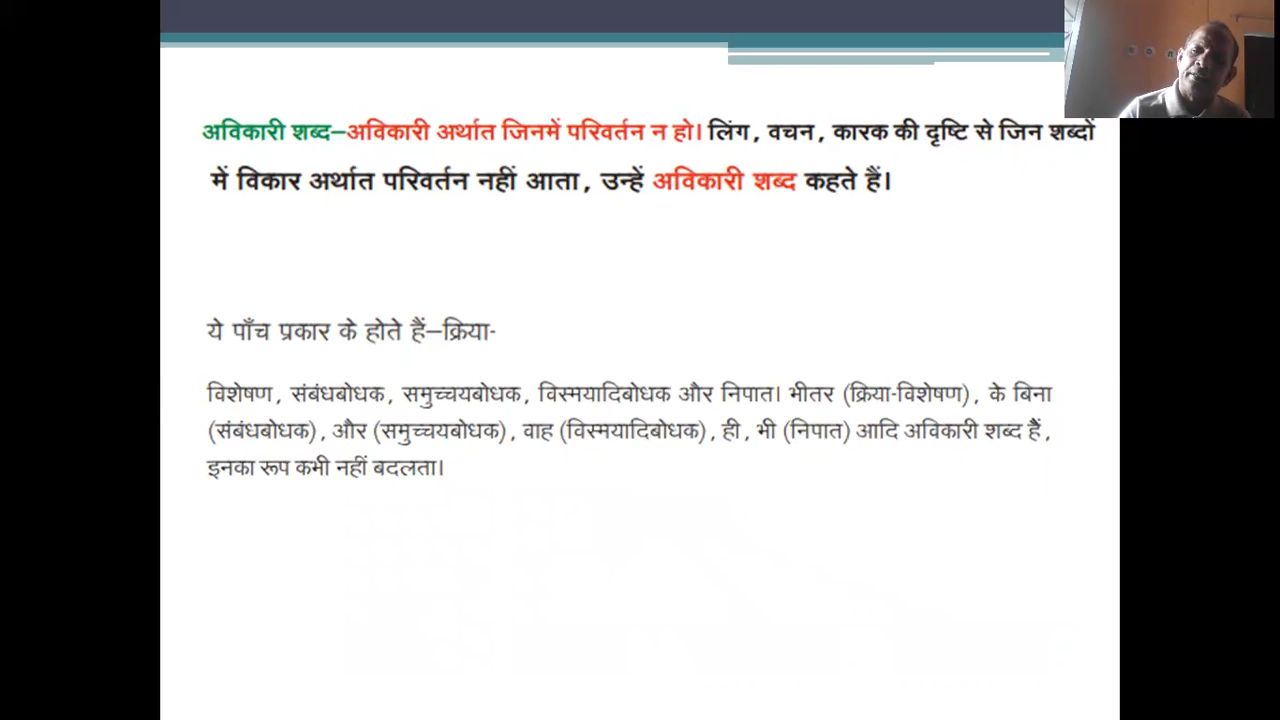 अविकारी शब्द–अविकारी अर्थात जिनमें परिवर्तन न हो। लिंग, वचन, कारक की दृष्टि से जिन शब्दों
में विकार अर्थात परिवर्तन नहीं आता, उन्हें अविकारी शब्द कहते हैं।
ये पाँच प्रकार के होते हैं–क्रिया-
विशेषण, संबंधबोधक, समुच्चयबोधक, विस्मयादिबोधक और निपात। भीतर (क्रिया-विशेषण), के बिना
(संबंधबोधक), और (समुच्चयबोधक), वाह (विस्मयादिबोधक), ही, भी (निपात) आदि अविकारी शब्द हैं,
इनका रूप कभी नहीं बदलता।